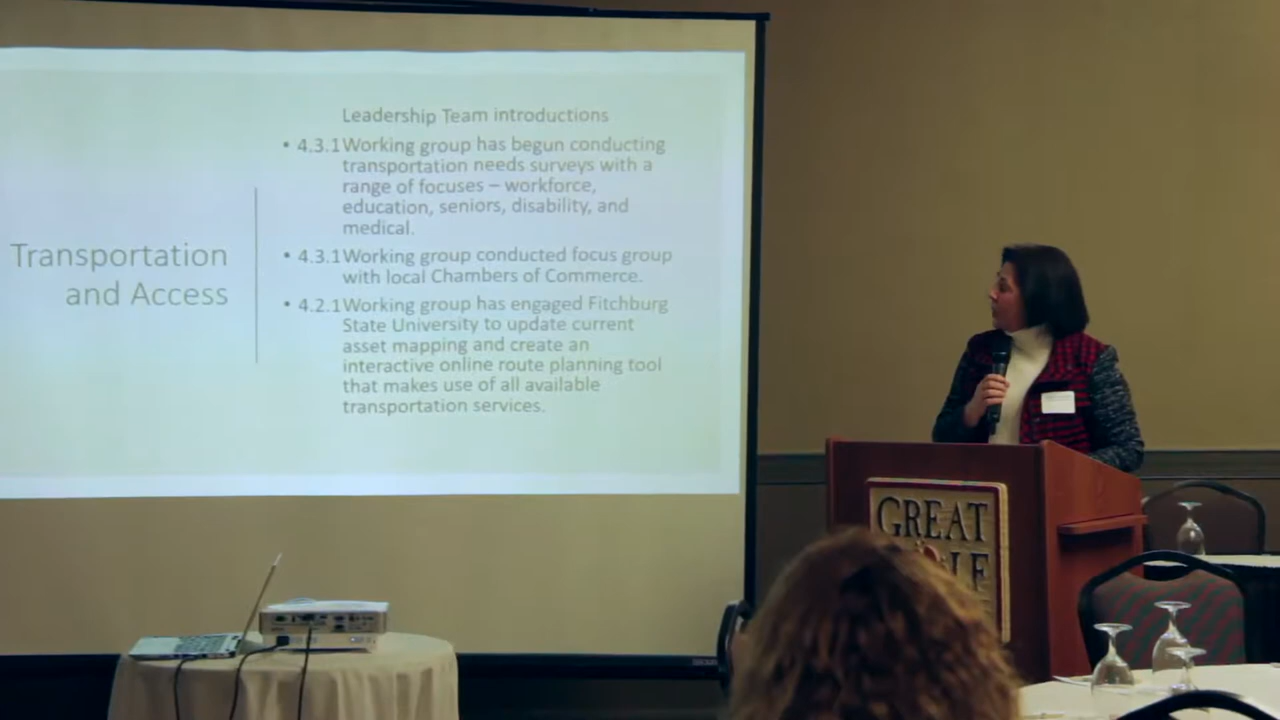 Leadership Team introductions
• 4.3.1 Working group has begun conducting
transportation needs surveys with a
range of focuses – workforce,
education, seniors, disability, and
medical.
• 4.3.1 Working group conducted focus group
with local Chambers of Commerce.
• 4.2.1 Working group has engaged Fitchburg
State University to update current
asset mapping and create an
interactive online route planning tool
that makes use of all available
transportation services.
Transportation
and Access
GREAT